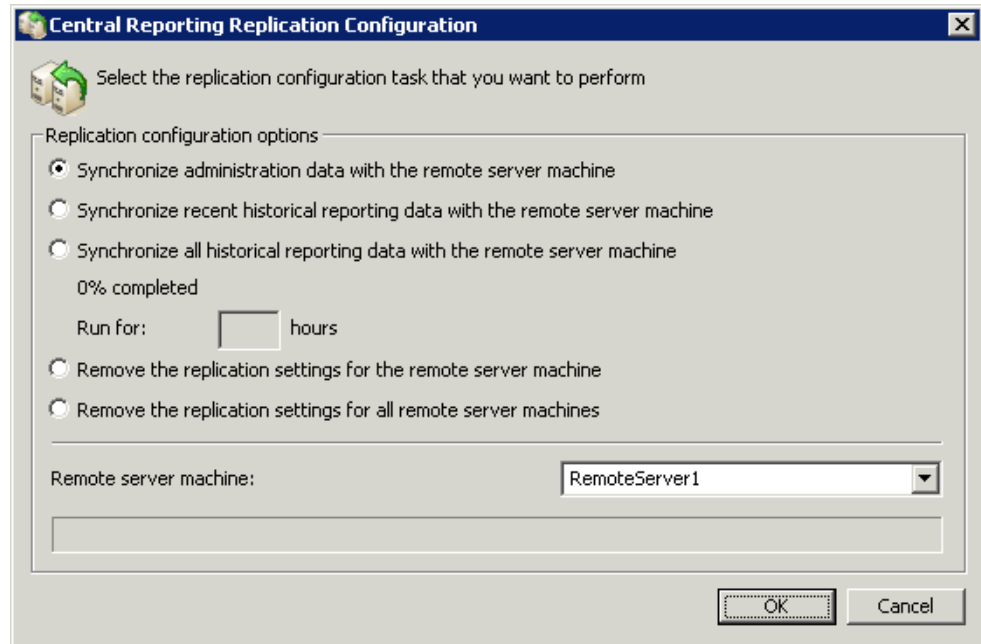 Central Reporting Replication Configuration
Select the replication configuration task that you want to perform
Replication configuration options
Synchronize administration data with the remote server machine
Synchronize recent historical reporting data with the remote server machine
Synchronize all historical reporting data with the remote server machine
0% completed
Run for: hours
Remove the replication settings for the remote server machine
Remove the replication settings for all remote server machines
Remote server machine: RemoteServer1
OK Cancel